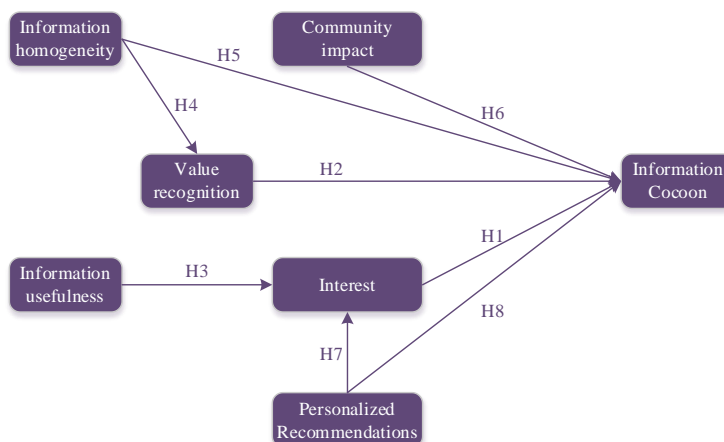 Information
homogeneity
Community
impact
H5
H4
H6
Value
recognition
H2
Information
Cocoon
H1
Information
usefulness
H3
Interest
H8
H7
Personalized
Recommendations